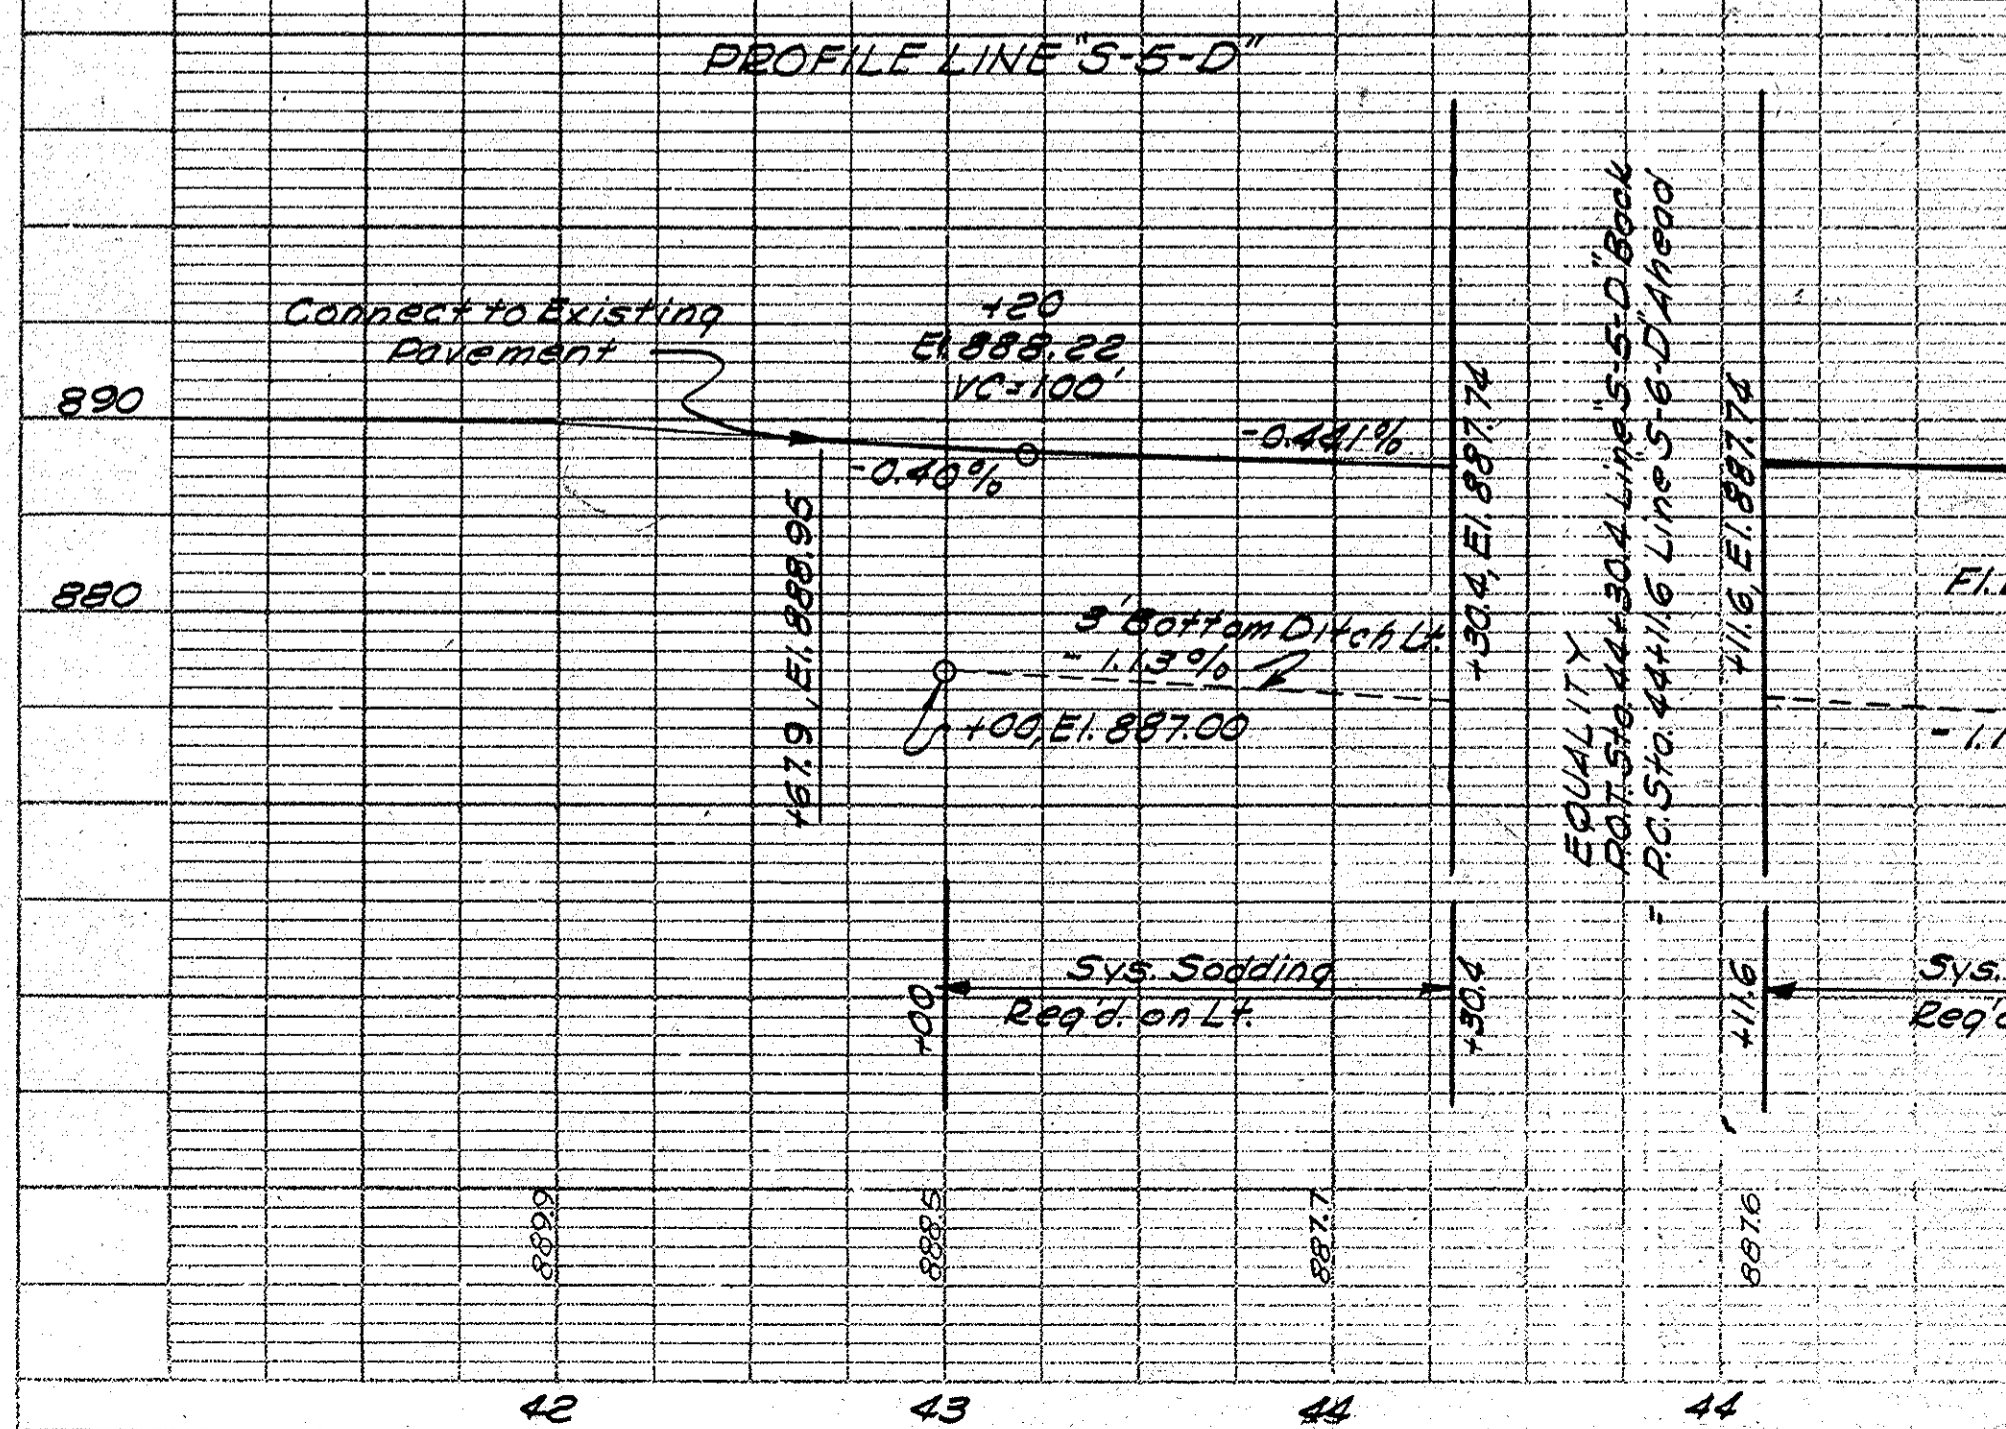 PROFILE LINE "S-5-D"
Connect to Existing
Pavement
+20
El. 888.22
VC=100'
890
-0.40%
-0.441%
+67.9, El. 888.95
880
3' Bottom Ditch Lt.
- 1.13%
+00, El. 887.00
+30.4, El. 887.74
EQUALITY
P.O.T. Sta. 44+30.4 Line "S-5-D" Back
= P.C. Sta. 44+11.6 Line "S-6-D" Ahead
+11.6, El. 887.74
- 1.1
+00
Sys. Sodding
Req'd. on Lt.
+30.4
+11.6
Sys.
Req'd
889.9
888.5
887.7
887.6
42
43
44
44